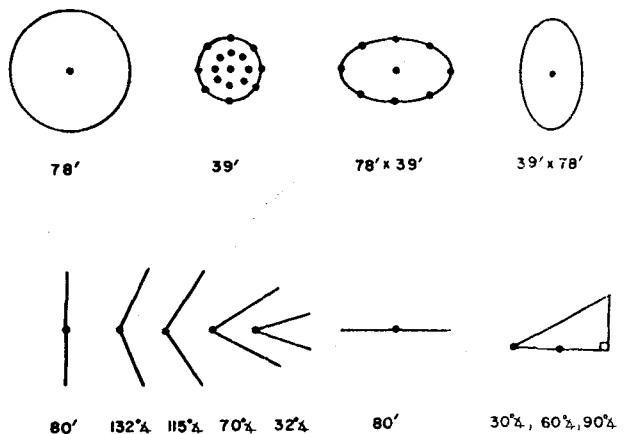 78′ 39′ 78′ x 39′ 39′ x 78′
80′ 132°∡ 115°∡ 70°∡ 32°∡ 80′ 30°∡, 60°∡, 90°∡